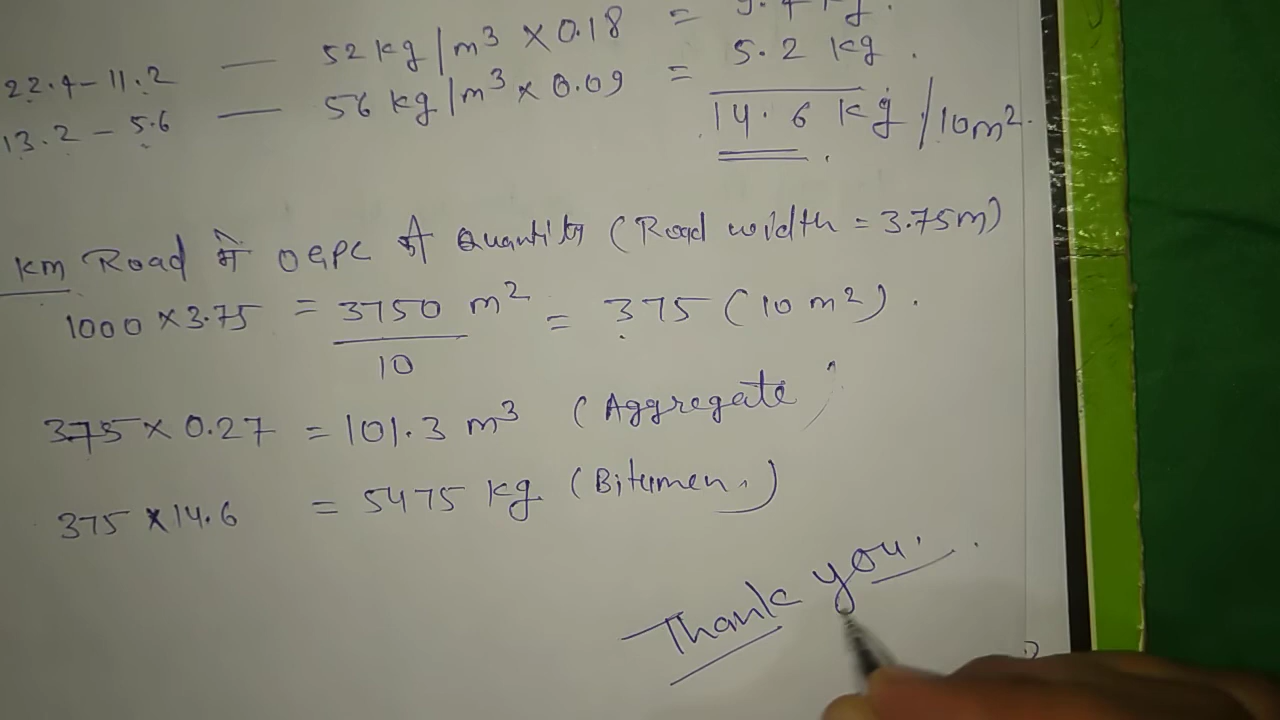 22.4-11.2 — 52 kg/m3 × 0.18 = 9.4 kg.
13.2 - 5.6 — 56 kg/m3 × 0.09 = 5.2 kg.
14.6 kg/10m2.
km Road में OGPC की Quantity (Road width = 3.75m)
1000 × 3.75 = 3750 m2 = 375 (10 m2).
10
375 × 0.27 = 101.3 m3 (Aggregate)
375 × 14.6 = 5475 kg (Bitumen.)
Thank you.